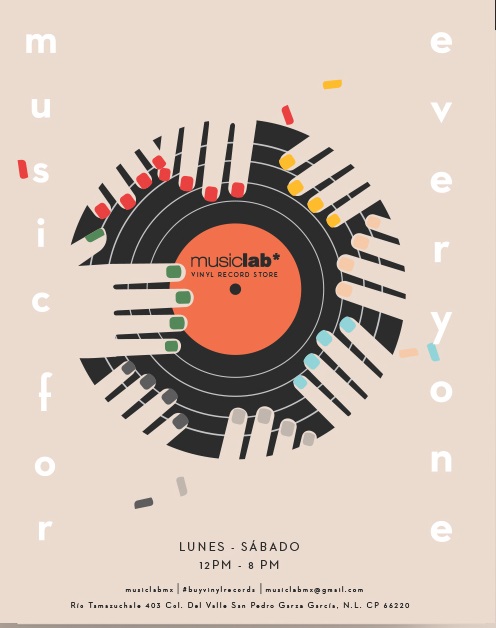 music for
everyone
musiclab*
VINYL RECORD STORE
LUNES - SÁBADO
12PM - 8 PM
musiclabmx | #buyvinylrecords | musiclabmx@gmail.com
Río Tamazuchale 403 Col. Del Valle San Pedro Garza García, N.L. CP 66220